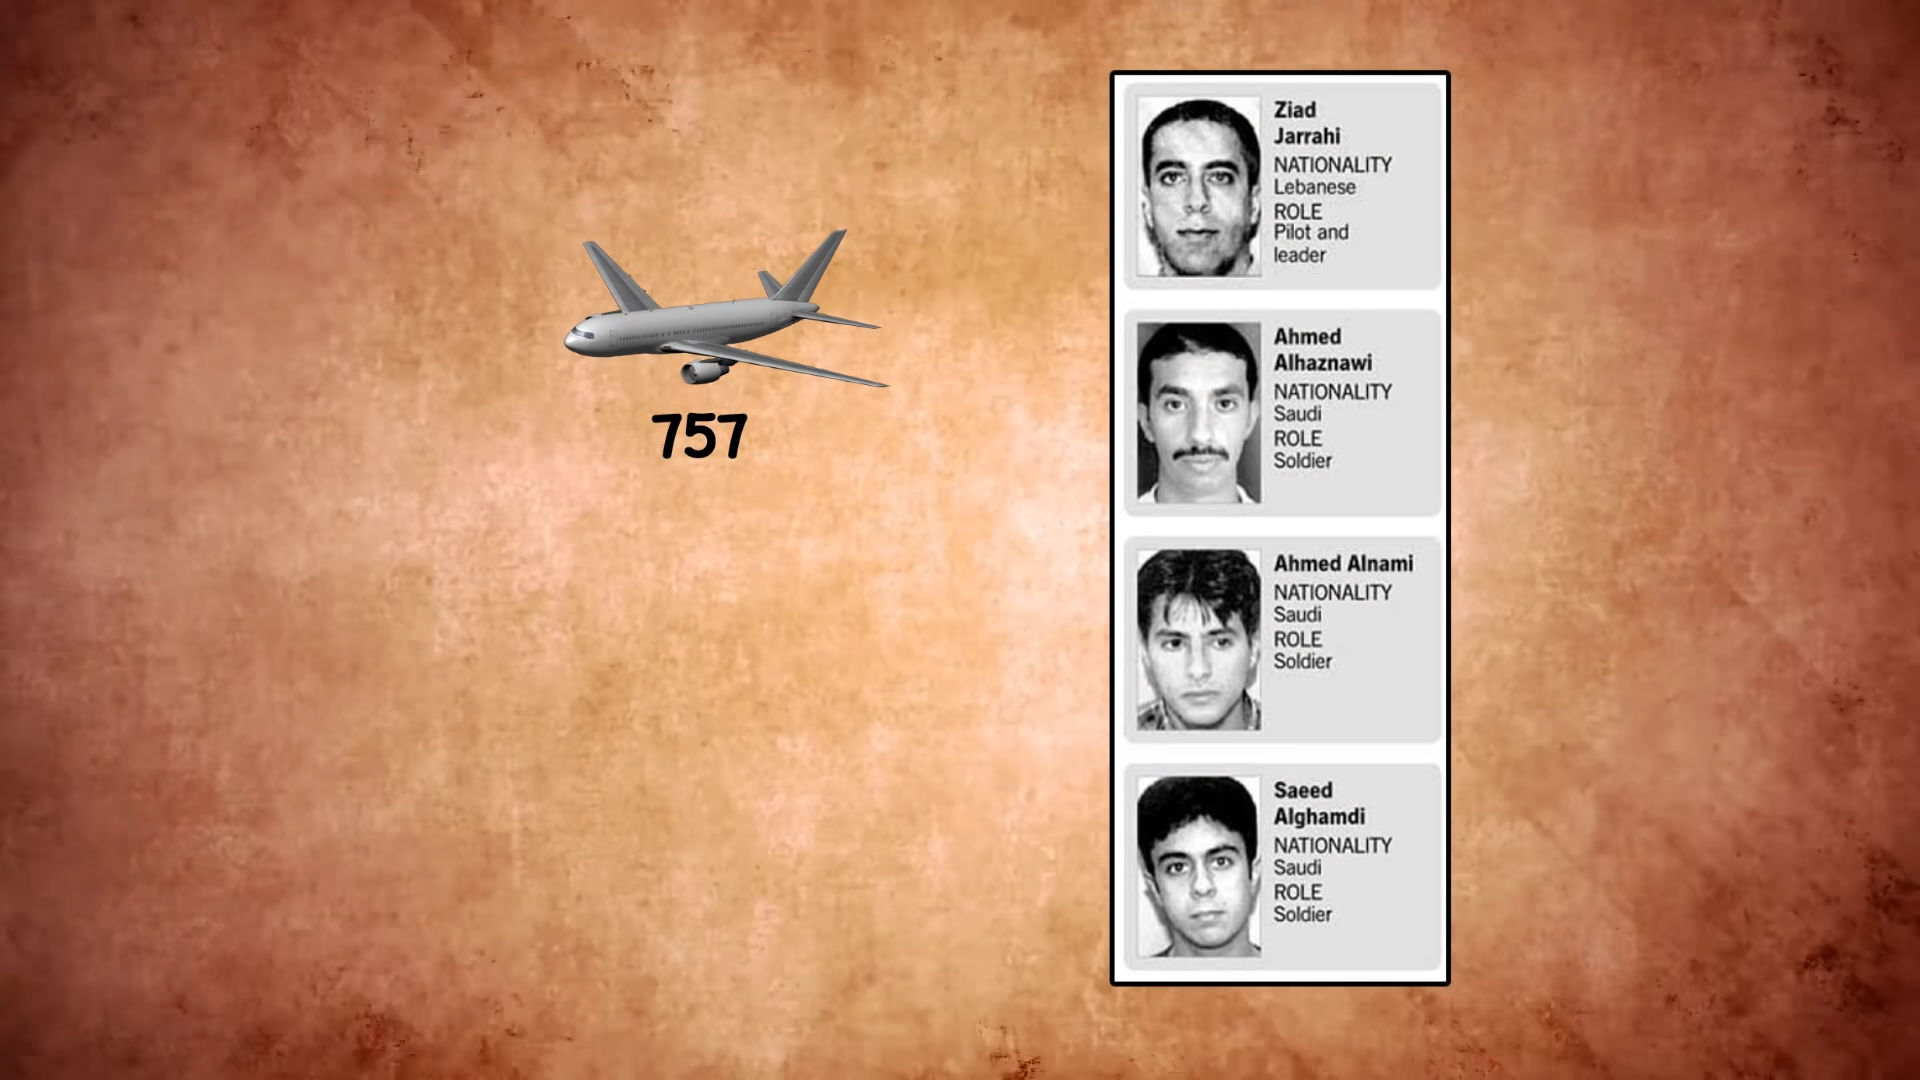 757
Ziad
Jarrahi
NATIONALITY
Lebanese
ROLE
Pilot and
leader
Ahmed
Alhaznawi
NATIONALITY
Saudi
ROLE
Soldier
Ahmed Alnami
NATIONALITY
Saudi
ROLE
Soldier
Saeed
Alghamdi
NATIONALITY
Saudi
ROLE
Soldier